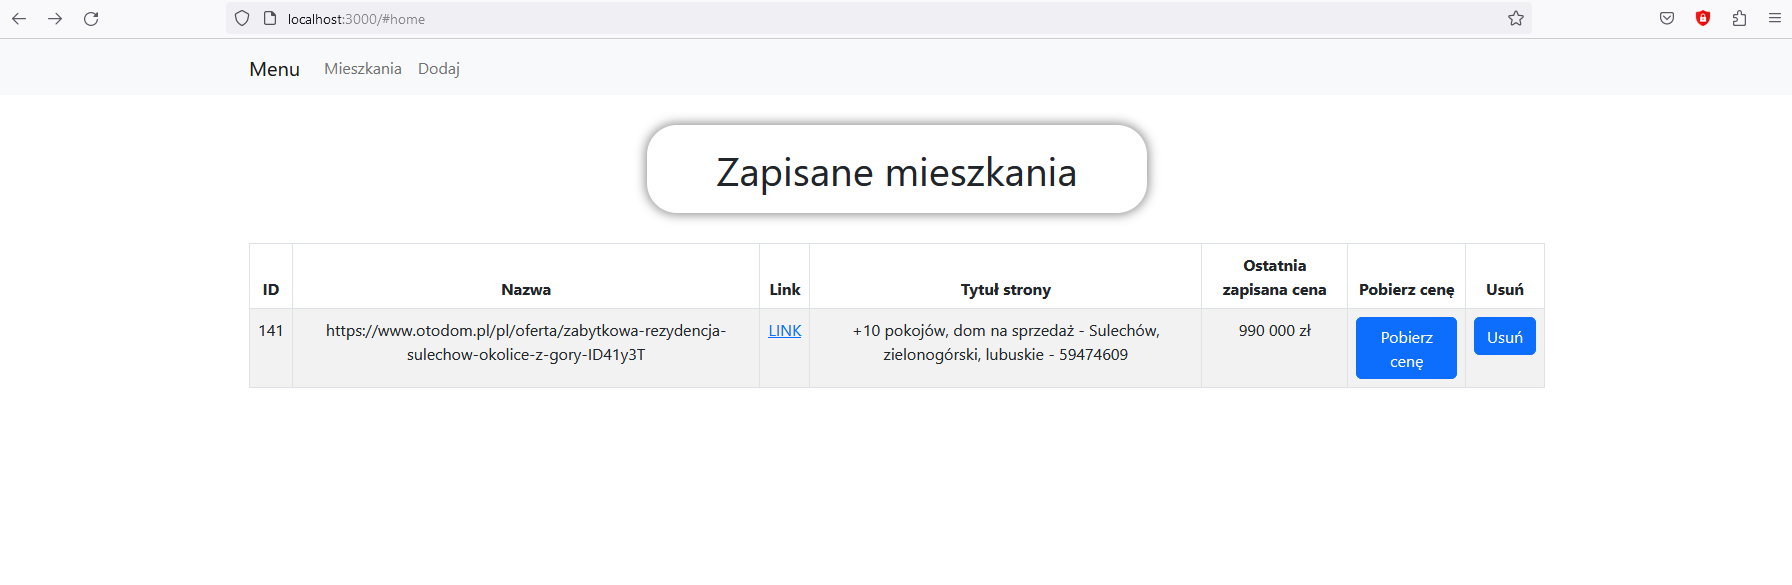 localhost:3000/#home
Menu Mieszkania Dodaj
Zapisane mieszkania
ID Nazwa Link Tytuł strony Ostatnia zapisana cena Pobierz cenę Usuń
141 https://www.otodom.pl/pl/oferta/zabytkowa-rezydencja-
sulechow-okolice-z-gory-ID41y3T
LINK
+10 pokojów, dom na sprzedaż - Sulechów,
zielonogórski, lubuskie - 59474609
990 000 zł
Pobierz
cenę
Usuń